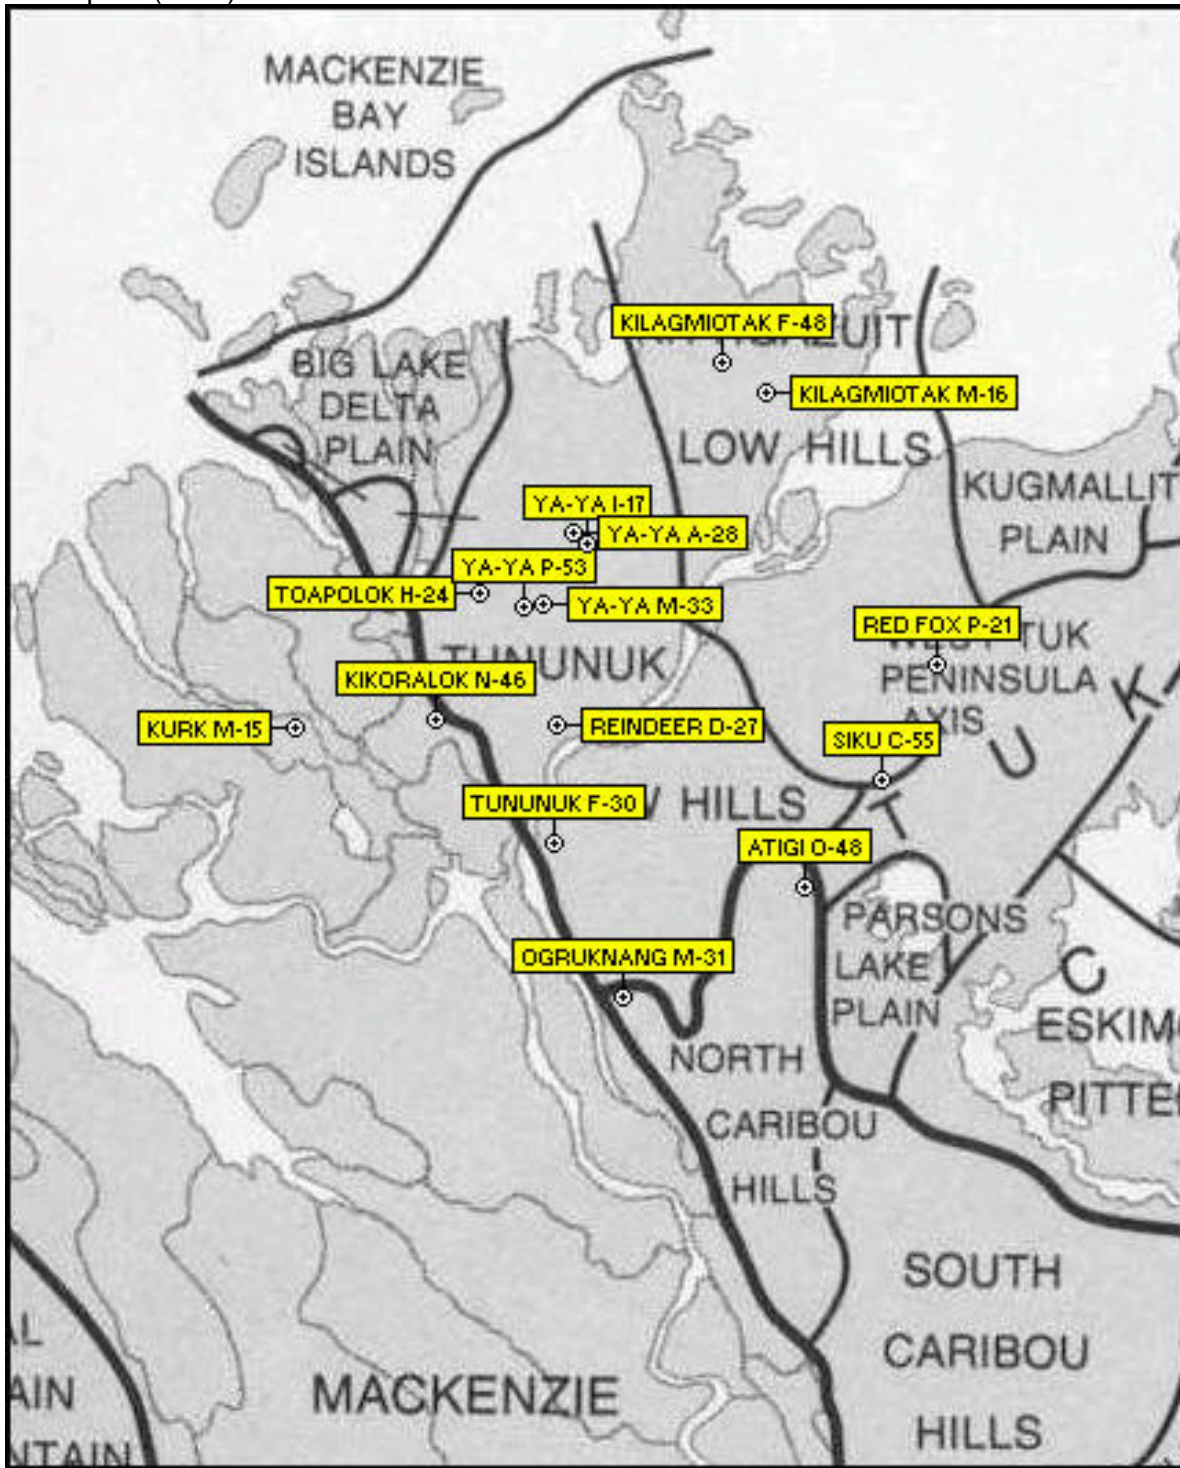 MACKENZIE
BAY
ISLANDS
KILAGMIOTAK F-48
BIG LAKE
DELTA
PLAIN
KILAGMIOTAK M-16
LOW HILLS
KUGMALLIT
PLAIN
YA-YA I-17
YA-YA A-28
YA-YA P-53
TOAPOLOK H-24
YA-YA M-33
RED FOX P-21
WEST TUK
PENINSULA
AXIS
TUNUNUK
KIKORALOK N-46
KURK M-15
REINDEER D-27
SIKU C-55
TUNUNUK F-30
HILLS
ATIGI O-48
PARSONS
LAKE
PLAIN
OGRUKNANG M-31
T
U
K
C
NORTH
CARIBOU
HILLS
SOUTH
CARIBOU
HILLS
MACKENZIE